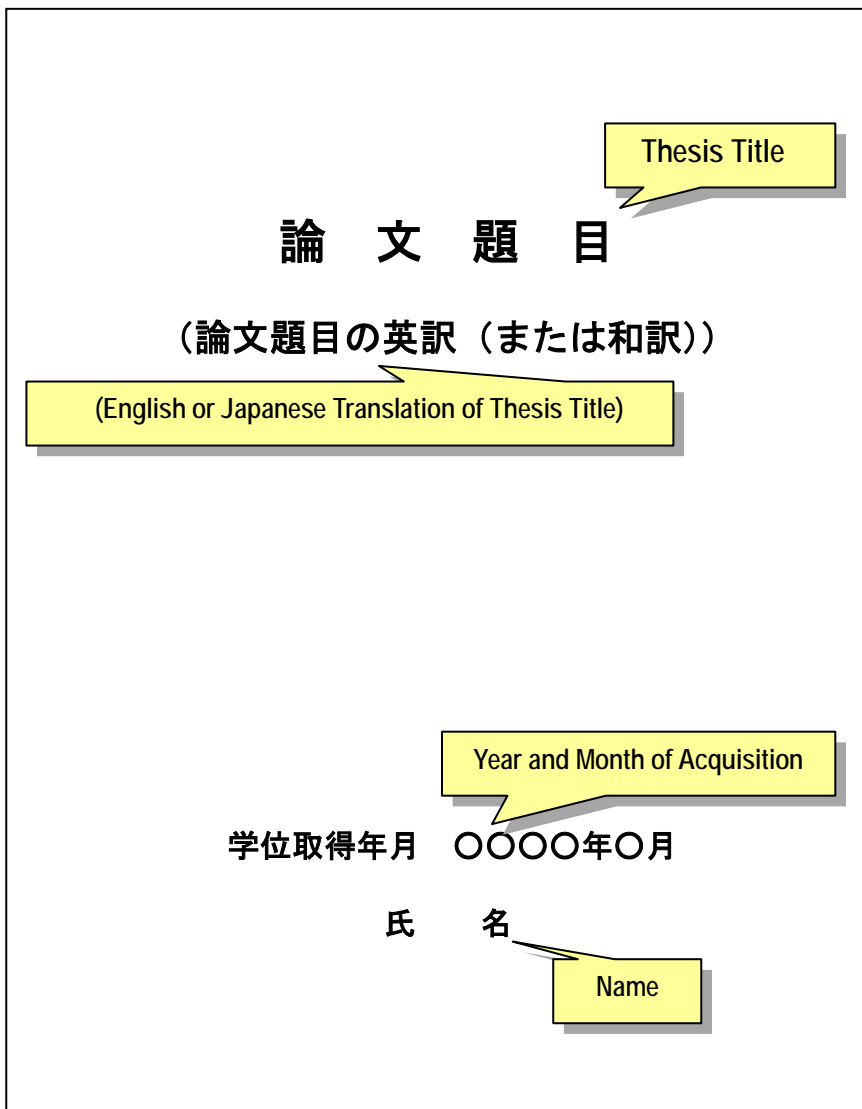 Thesis Title
論 文 題 目
（論文題目の英訳（または和訳））
(English or Japanese Translation of Thesis Title)
Year and Month of Acquisition
学位取得年月 〇〇〇〇年〇月
氏 名
Name